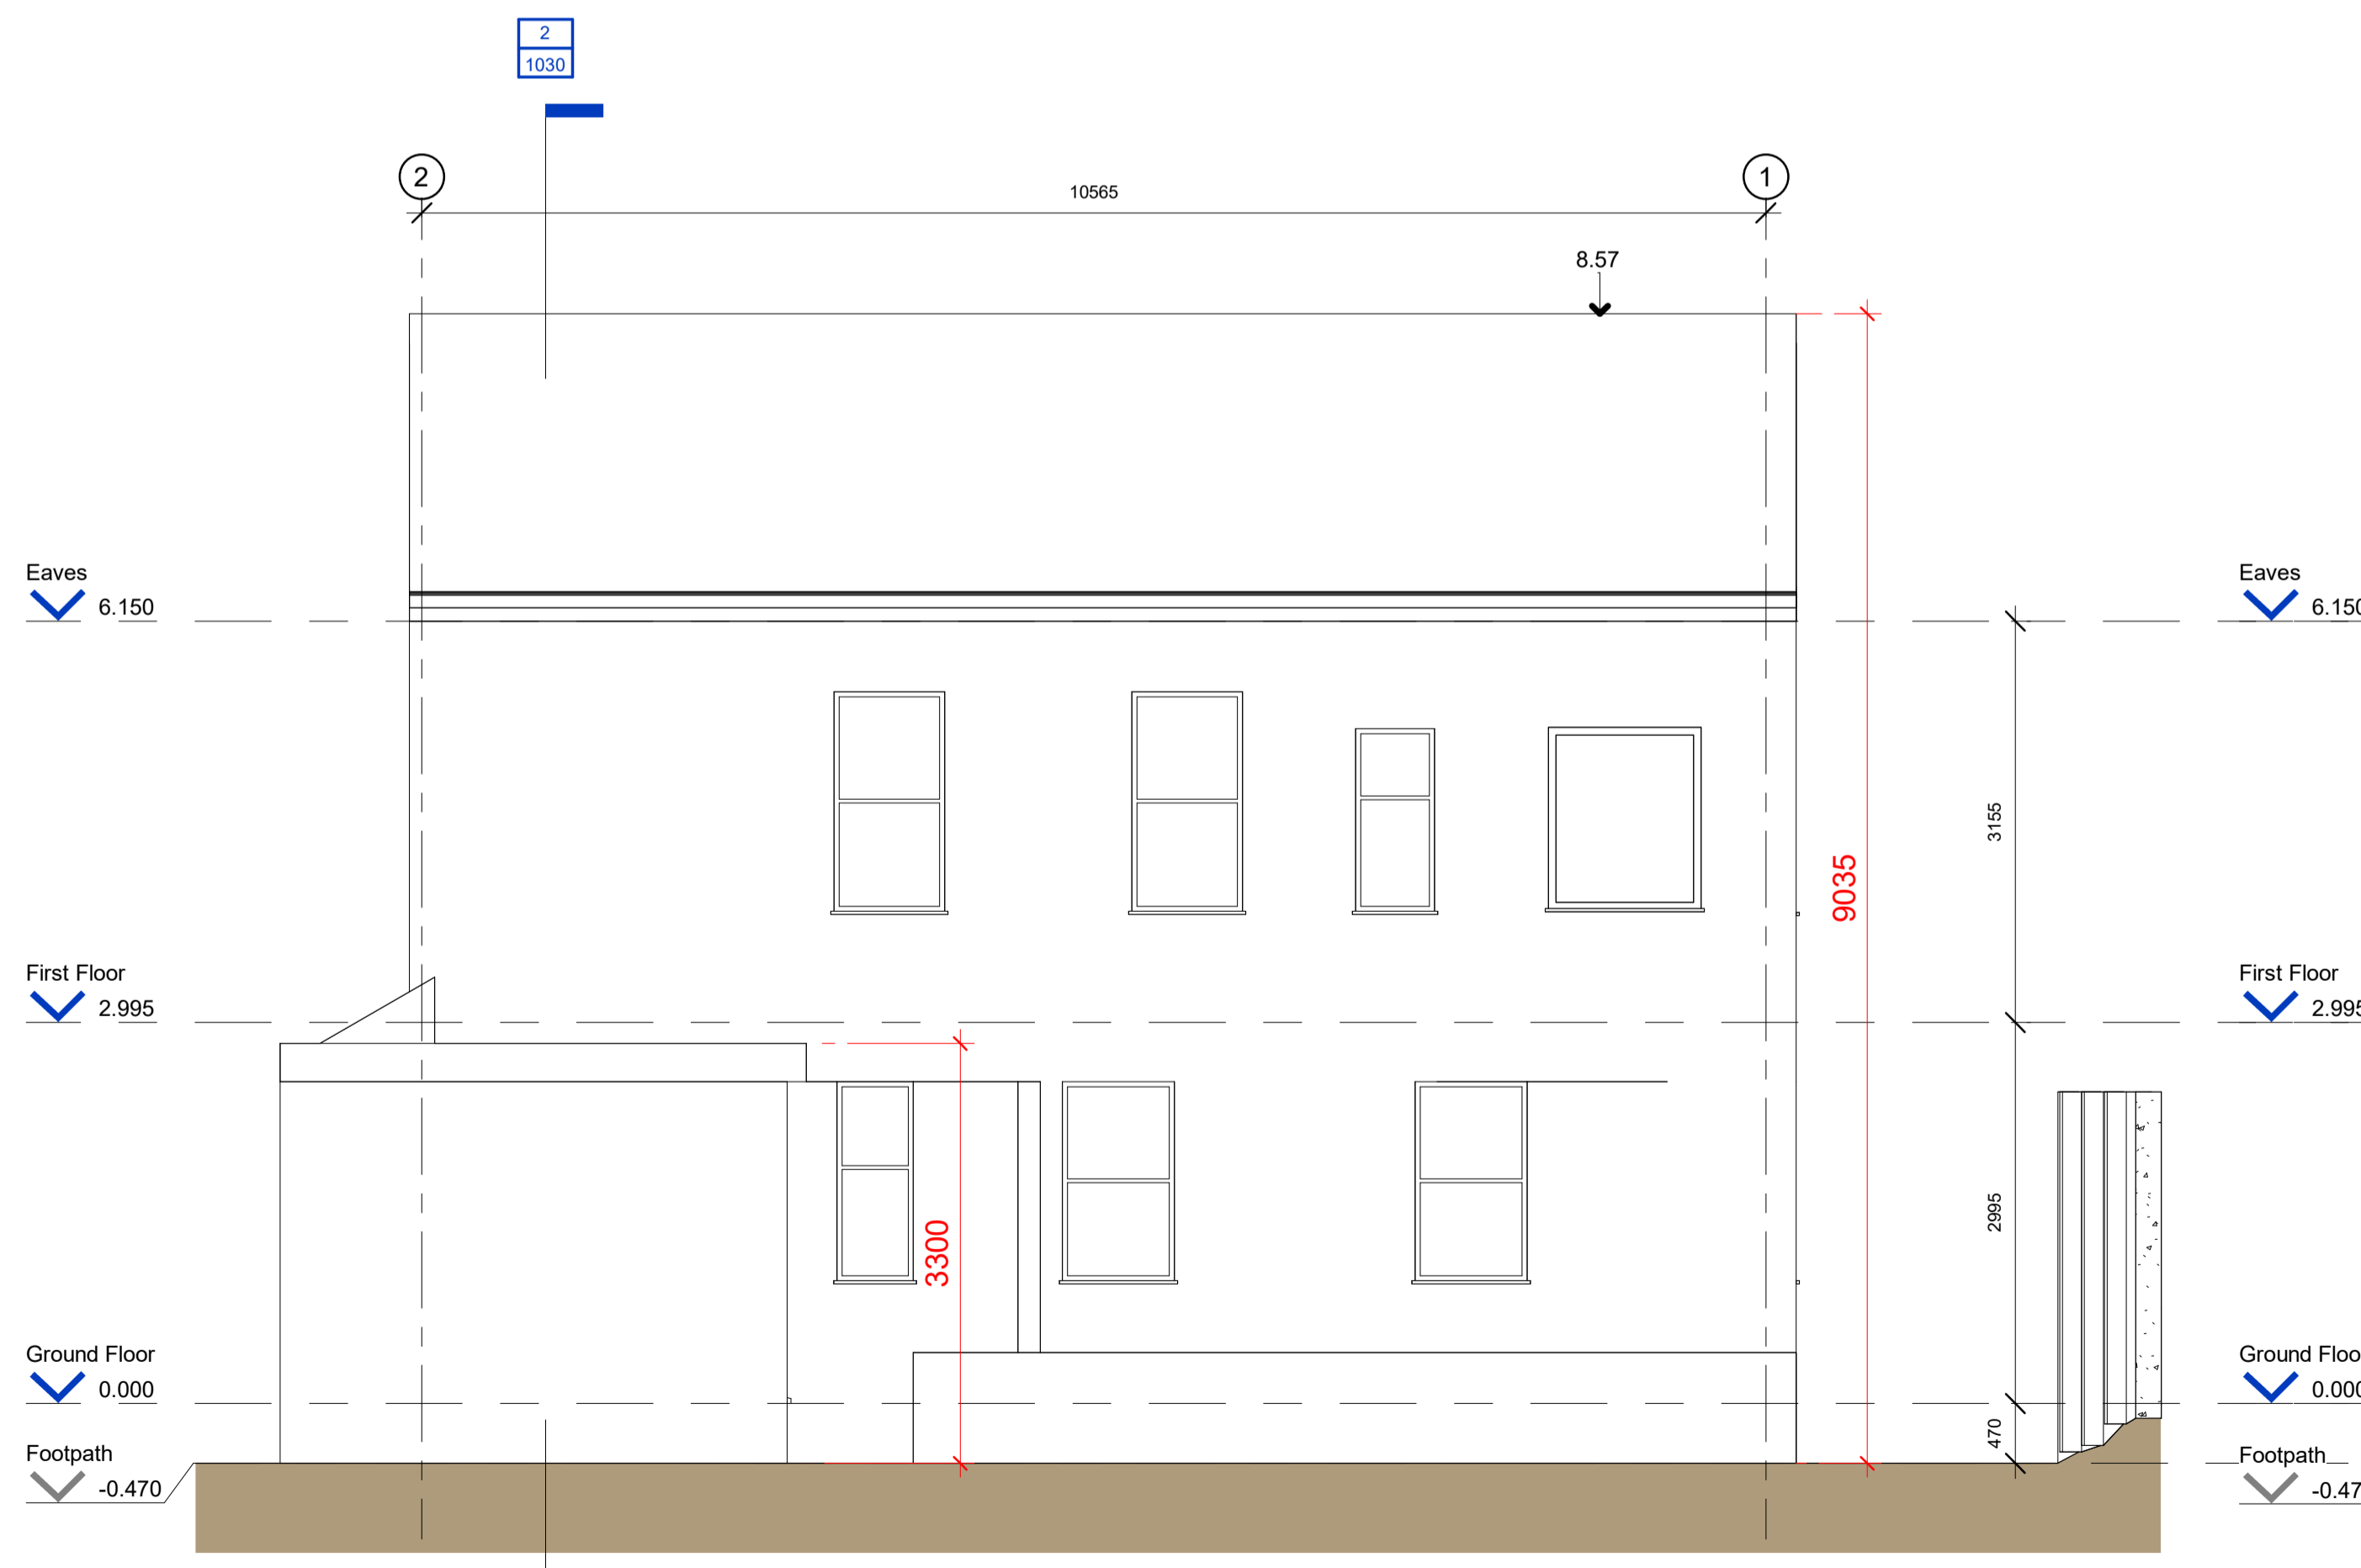 2
1030
2
10565
1
8.57
Eaves
6.150
Eaves
6.150
3155
9035
First Floor
2.995
First Floor
2.995
2995
3300
Ground Floor
0.000
Ground Floo
0.000
470
Footpath
-0.470
Footpath
-0.47